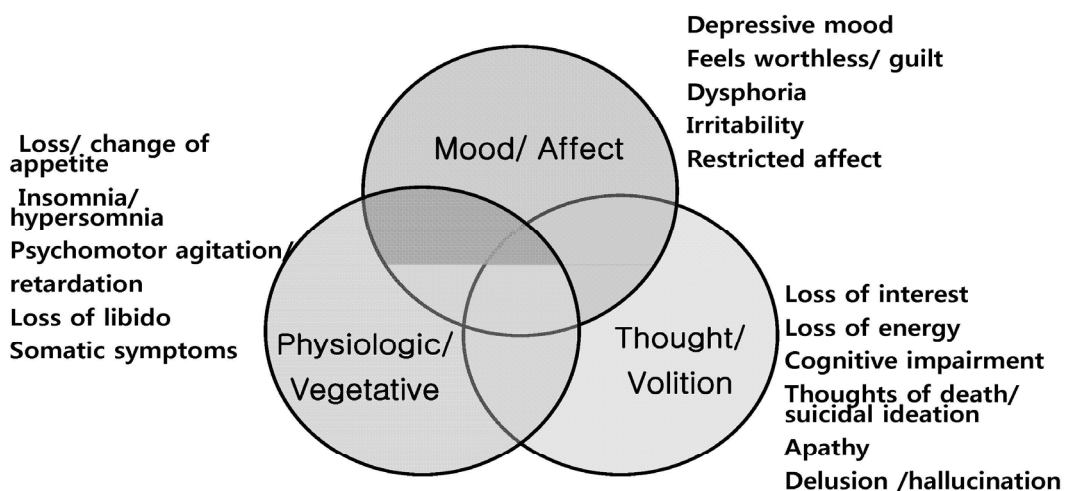 Depressive mood
Feels worthless/ guilt
Dysphoria
Irritability
Restricted affect
Mood/ Affect
Loss/ change of
appetite
Insomnia/
hypersomnia
Psychomotor agitation/
retardation
Loss of libido
Somatic symptoms
Physiologic/
Vegetative
Thought/
Volition
Loss of interest
Loss of energy
Cognitive impairment
Thoughts of death/
suicidal ideation
Apathy
Delusion /hallucination